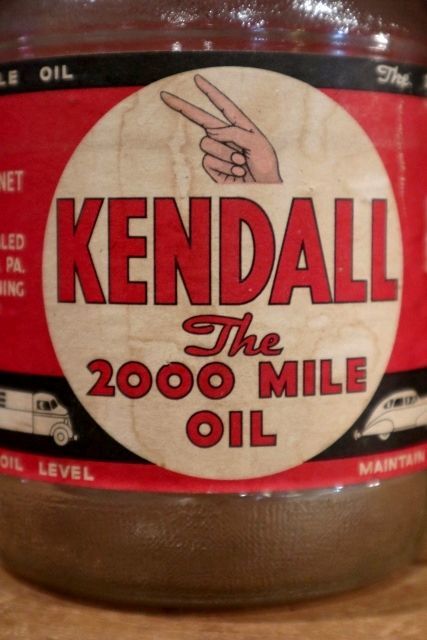 LE OIL
The
NET
LED
PA.
ING
KENDALL
The
2000 MILE
OIL
OIL LEVEL
MAINTAIN